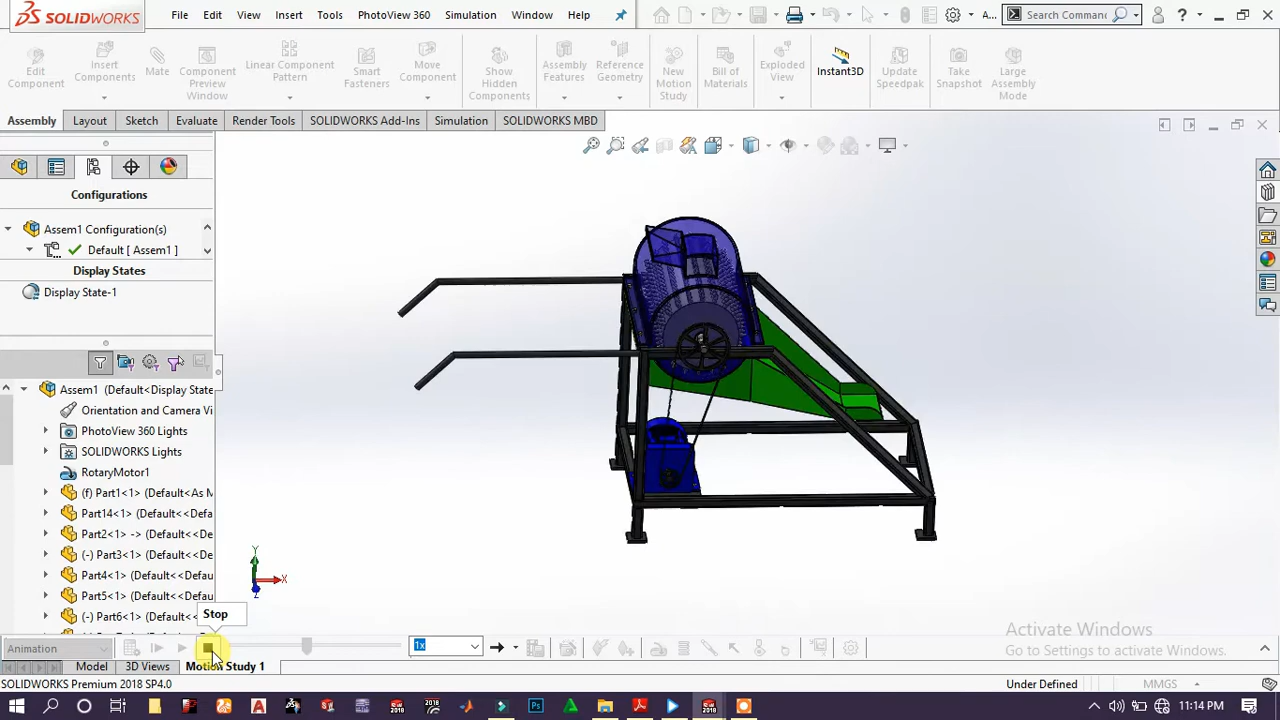 SOLIDWORKS File Edit View Insert Tools PhotoView 360 Simulation Window Help A... Search Command ?
Edit Component
Insert Components
Mate
Component Preview Window
Linear Component Pattern
Smart Fasteners
Move Component
Show Hidden Components
Assembly Features
Reference Geometry
New Motion Study
Bill of Materials
Exploded View
Instant3D
Update Speedpak
Take Snapshot
Large Assembly Mode
Assembly Layout Sketch Evaluate Render Tools SOLIDWORKS Add-Ins Simulation SOLIDWORKS MBD
Configurations
Assem1 Configuration(s)
Default [ Assem1 ]
Display States
Display State-1
Assem1 (Default<Display State
Orientation and Camera Vi
PhotoView 360 Lights
SOLIDWORKS Lights
RotaryMotor1
(f) Part1<1> (Default<As M
Part14<1> (Default<<Defau
Part2<1> -> (Default<<De
(-) Part3<1> (Default<<De
Part4<1> (Default<<Defau
Part5<1> (Default<<Defau
(-) Part6<1> (Default<<De
Y
X
Z
Stop
Activate Windows
Go to Settings to activate Windows.
Animation 1x
Model 3D Views Motion Study 1
SOLIDWORKS Premium 2018 SP4.0 Under Defined MMGS
11:14 PM